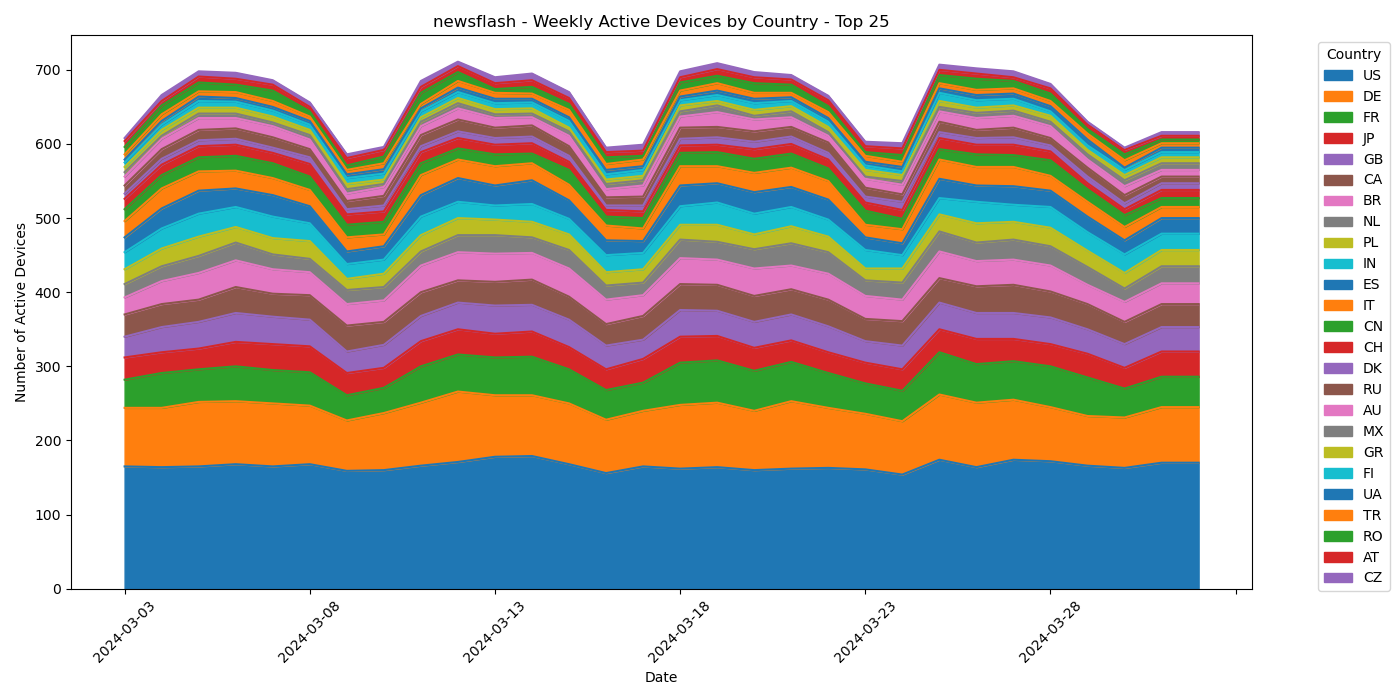 newsflash - Weekly Active Devices by Country - Top 25
Number of Active Devices
700
600
500
400
300
200
100
0
2024-03-03
2024-03-08
2024-03-13
2024-03-18
2024-03-23
2024-03-28
Date
Country
US
DE
FR
JP
GB
CA
BR
NL
PL
IN
ES
IT
CN
CH
DK
RU
AU
MX
GR
FI
UA
TR
RO
AT
CZ